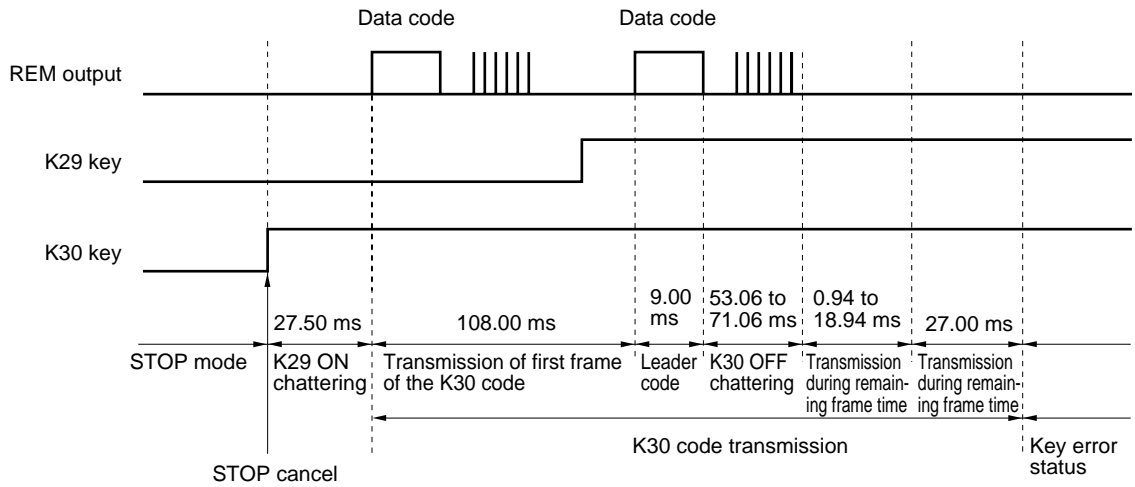 Data code
Data code
REM output
K29 key
K30 key
27.50 ms
108.00 ms
9.00
ms
53.06 to
71.06 ms
0.94 to
18.94 ms
27.00 ms
STOP mode
K29 ON
chattering
Transmission of first frame
of the K30 code
Leader
code
K30 OFF
chattering
Transmission
during remain-
ing frame time
Transmission
during remain-
ing frame time
K30 code transmission
Key error
status
STOP cancel